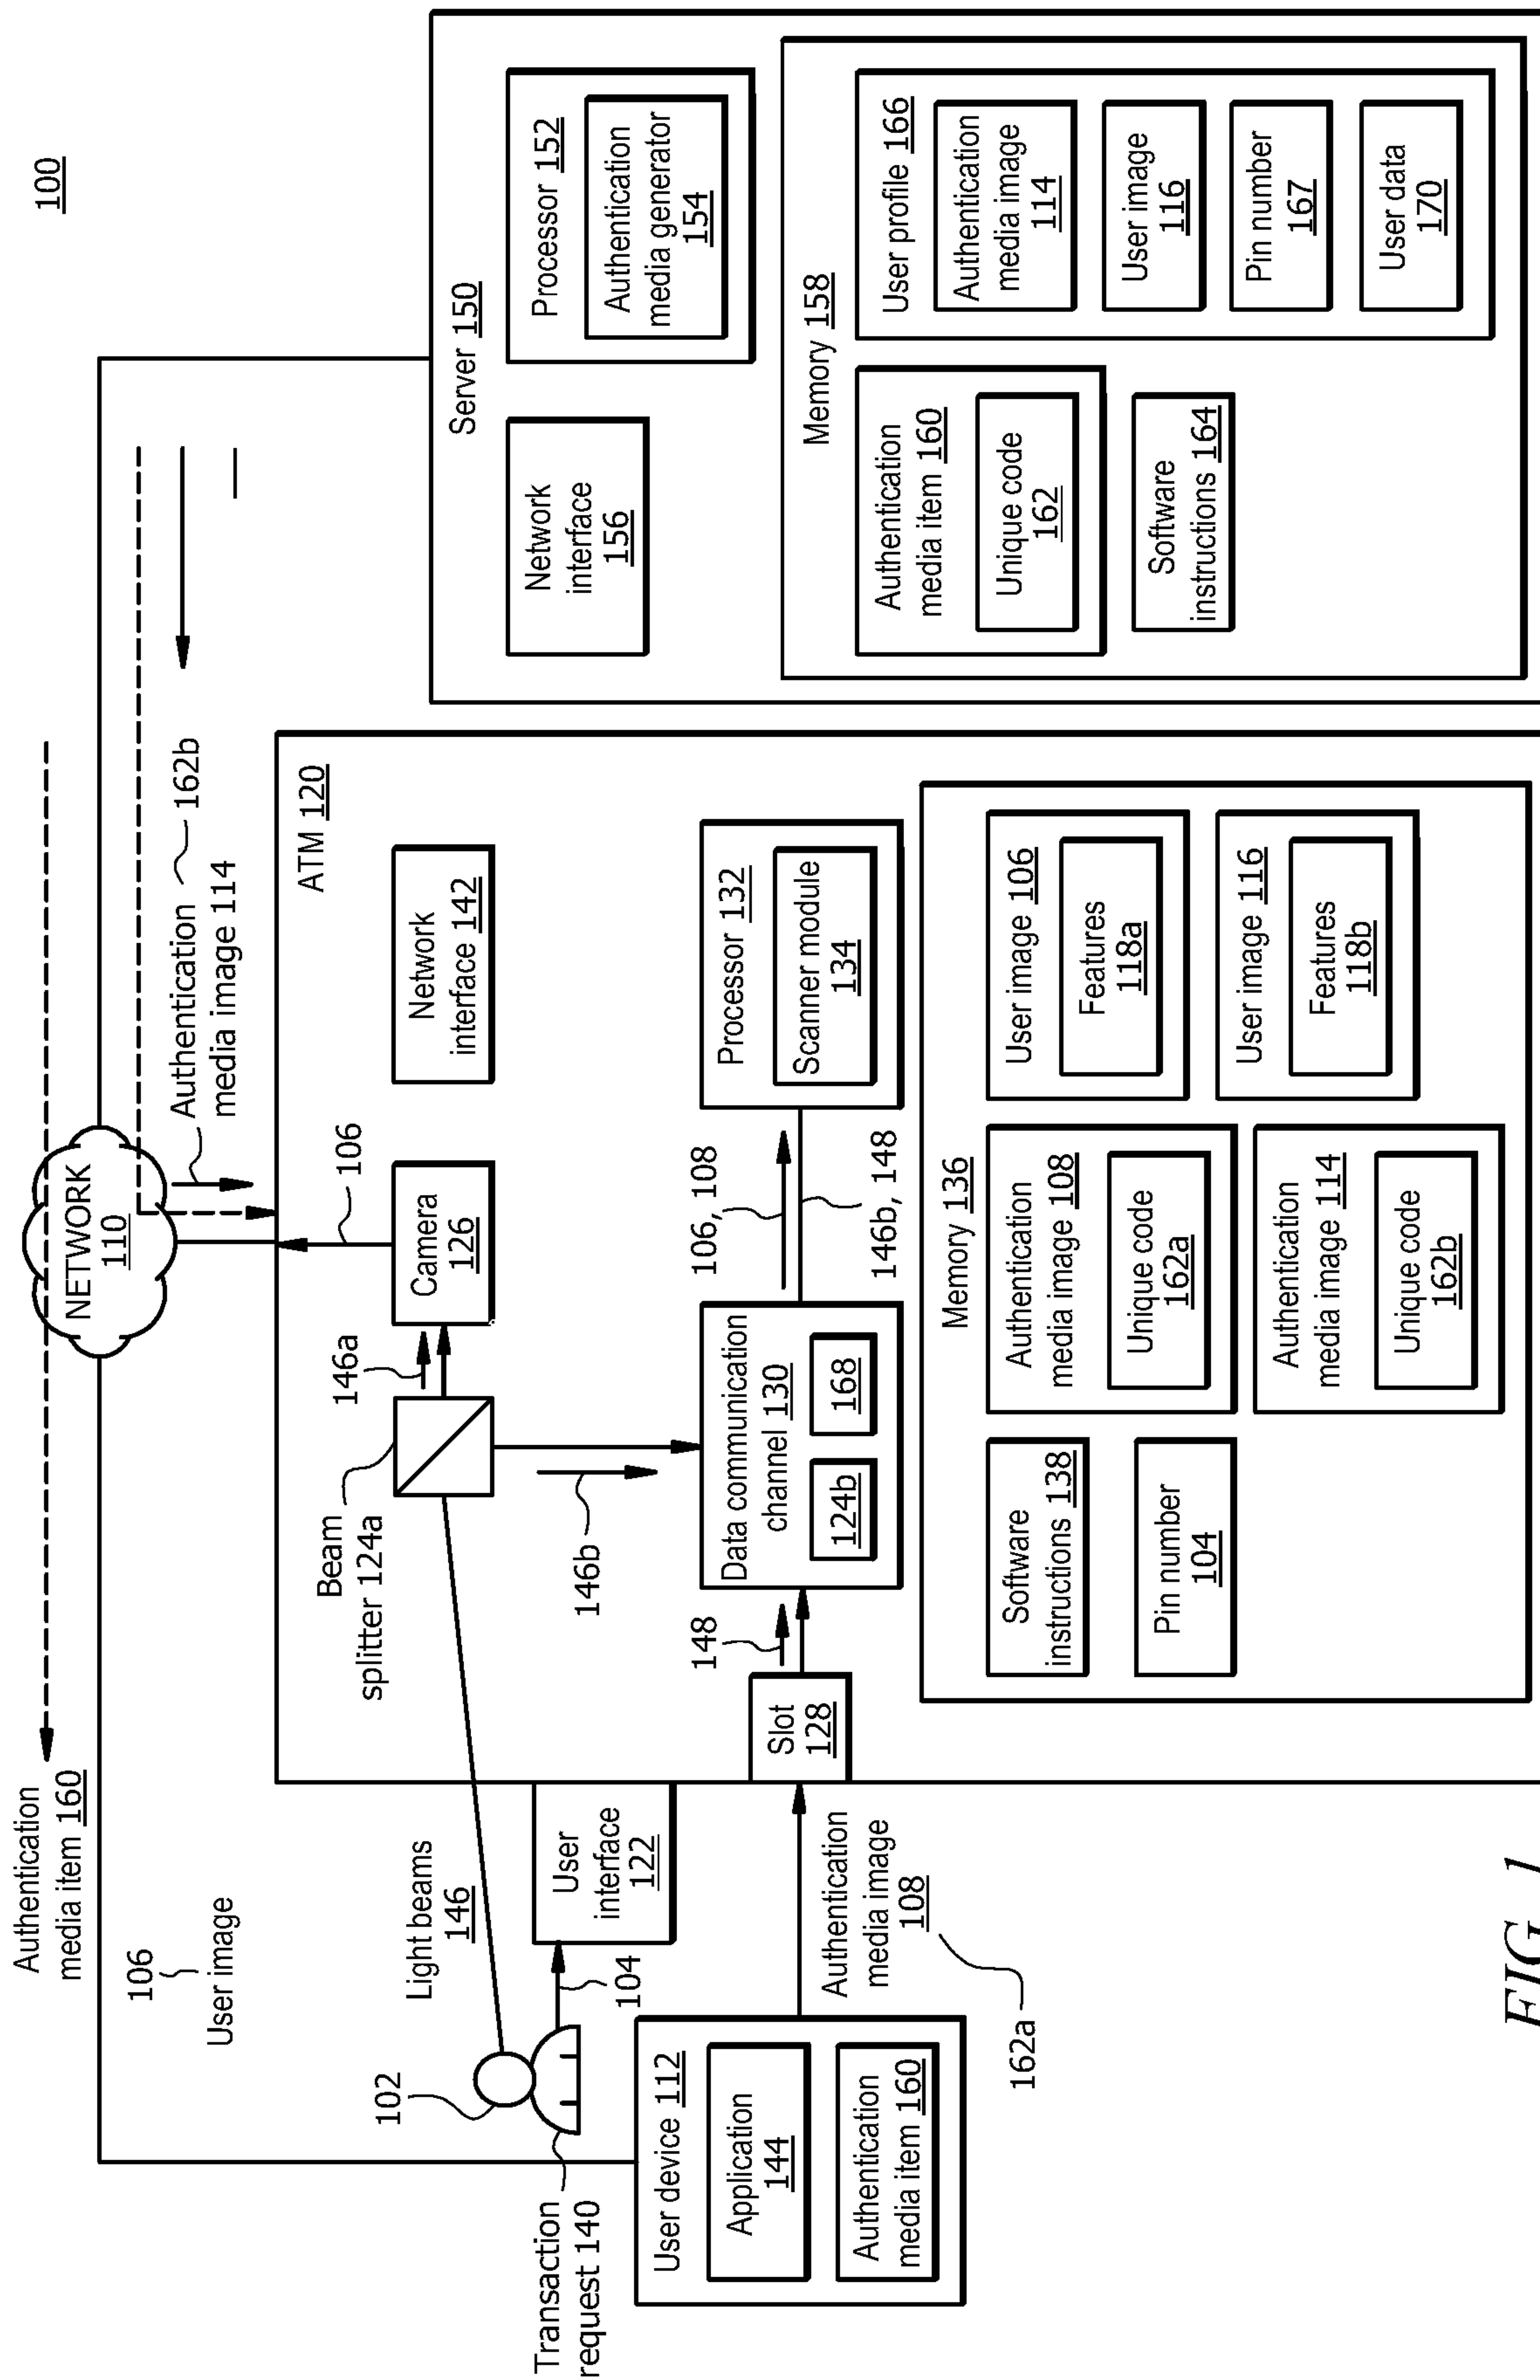 100
Authentication
media item 160
NETWORK
110
106
User image
Authentication
media image 114
162b
102
Transaction
request 140
Light beams
146
104
User
interface 122
User device 112
Application
144
Authentication
media item 160
Authentication
media image
108
162a
ATM 120
Beam
splitter 124a
146a
146b
Camera
126
106
Network
interface 142
Slot
128
148
Data communication
channel 130
124b
168
106, 108
146b, 148
Processor 132
Scanner module
134
Memory 136
Software
instructions 138
Pin number
104
Authentication
media image 108
Unique code
162a
Authentication
media image 114
Unique code
162b
User image 106
Features
118a
User image 116
Features
118b
Server 150
Network
interface
156
Processor 152
Authentication
media generator
154
Memory 158
Authentication
media item 160
Unique code
162
Software
instructions 164
User profile 166
Authentication
media image
114
User image
116
Pin number
167
User data
170
FIG. 1